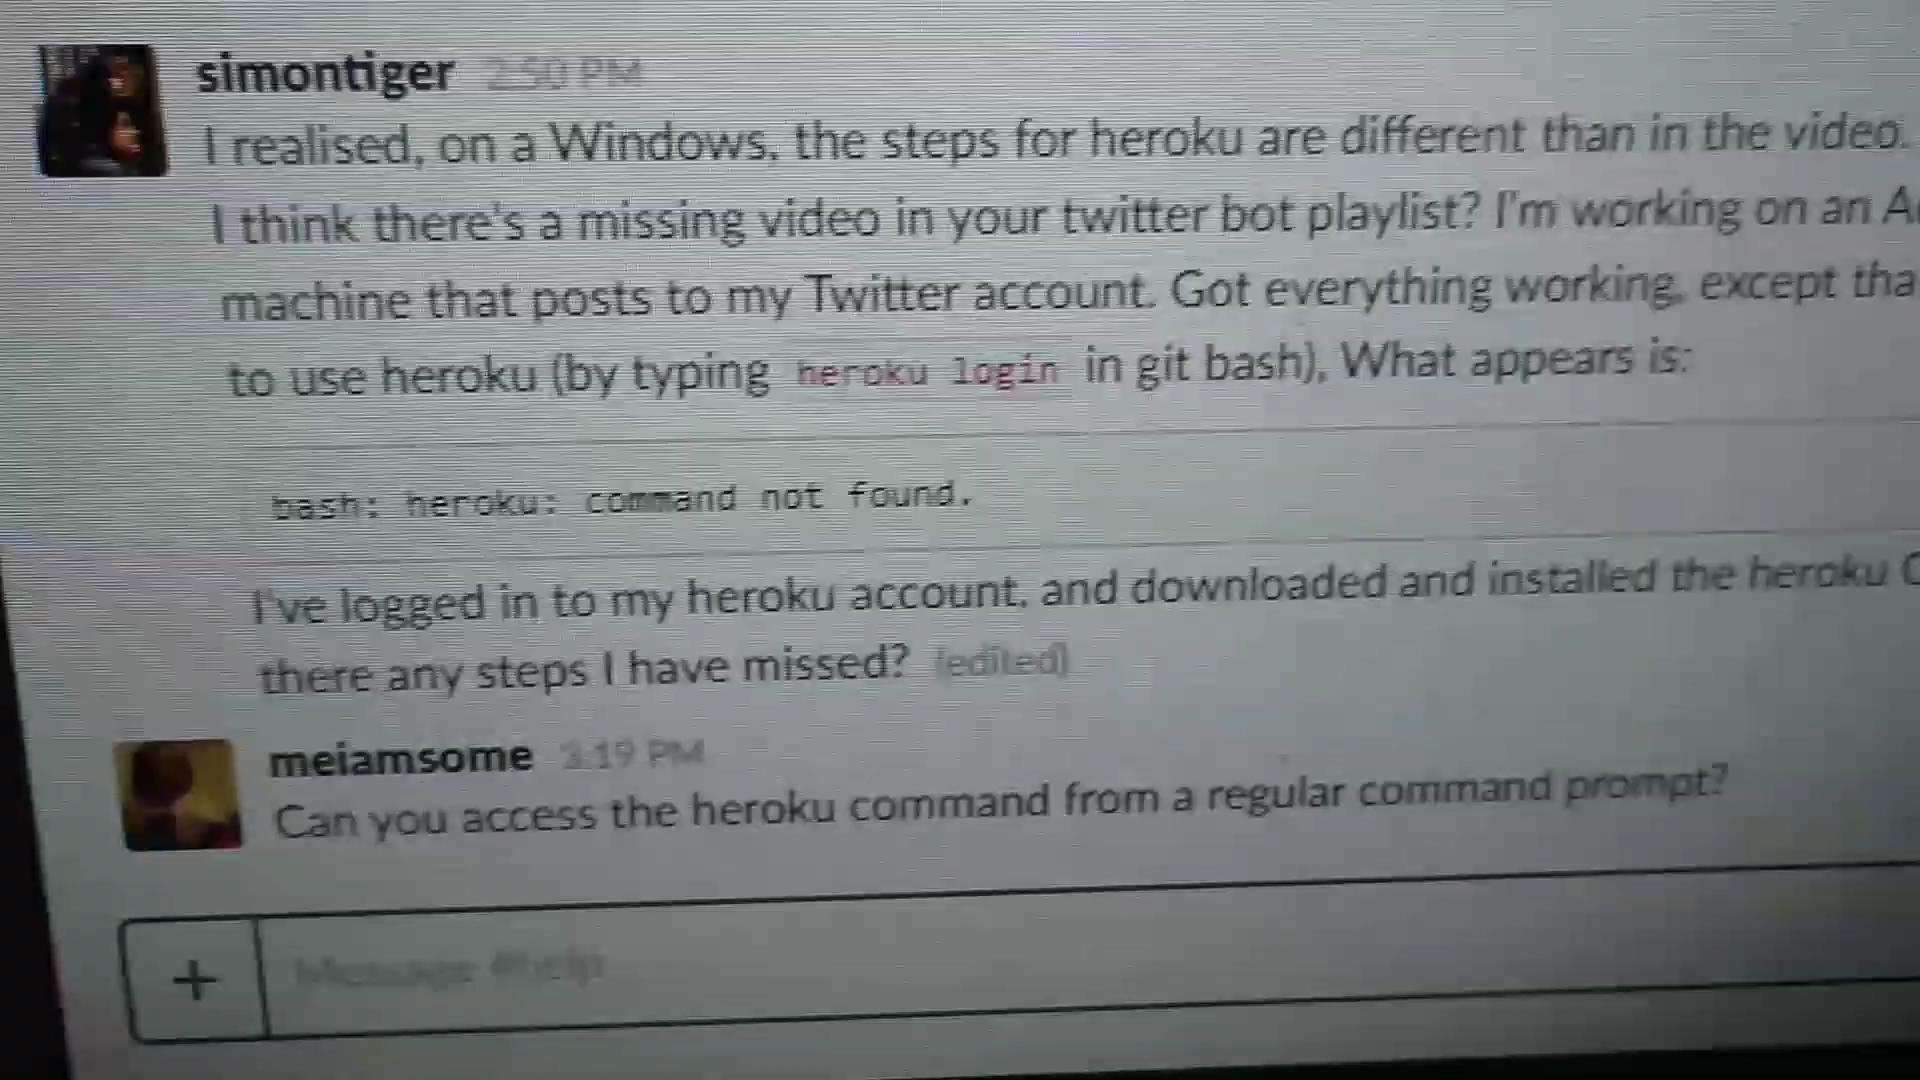 simontiger 2:50 PM
I realised, on a Windows, the steps for heroku are different than in the video.
I think there's a missing video in your twitter bot playlist? I'm working on an
machine that posts to my Twitter account. Got everything working, except tha
to use heroku (by typing heroku login in git bash), What appears is:
bash: heroku: command not found.
I've logged in to my heroku account, and downloaded and installed the heroku C
there any steps I have missed? (edited)
meiamsome 3:19 PM
Can you access the heroku command from a regular command prompt?
+ Message #help